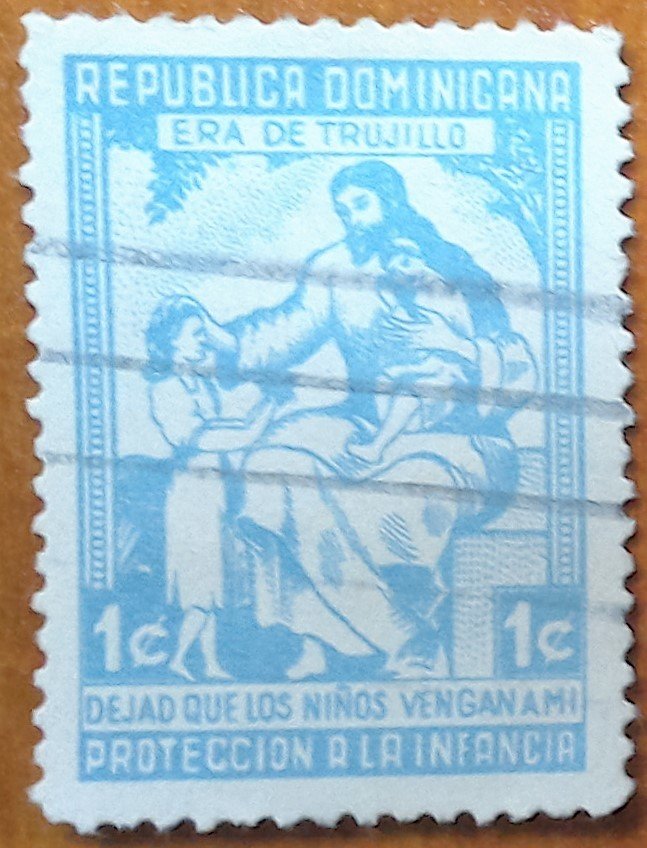 REPUBLICA DOMINICANA
ERA DE TRUJILLO
1¢ 1¢
DEJAD QUE LOS NIÑOS VENGAN A MI
PROTECCION A LA INFANCIA